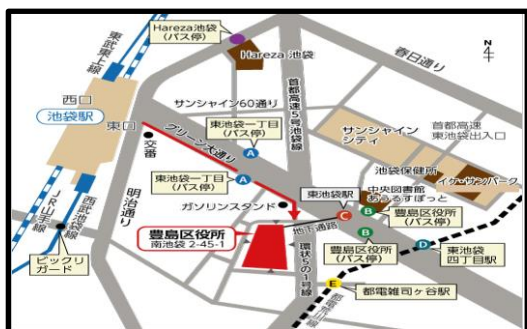 Hareza池袋
(バス停)
Hareza 池袋
東武東上線
西口
池袋駅
東口
サンシャイン60通り
首都高速5号池袋線
春日通り
N
4
東池袋一丁目
(バス停)
A
グリーン大通り
交番
サンシャイン
シティ
首都高速
東池袋出入口
池袋保健所
イケ・サンパーク
東池袋一丁目
(バス停)
A
明治通り
ガソリンスタンド
東池袋駅
中央図書館
あうるすぽっと
C
B
豊島区役所
(バス停)
豊島区役所
南池袋 2-45-1
地下通路
B
豊島区役所
(バス停)
環状5の1号線
D
東池袋
四丁目駅
JR山手線
西武池袋線
ビックリ
ガード
E
都電雑司ヶ谷駅
都電荒川線